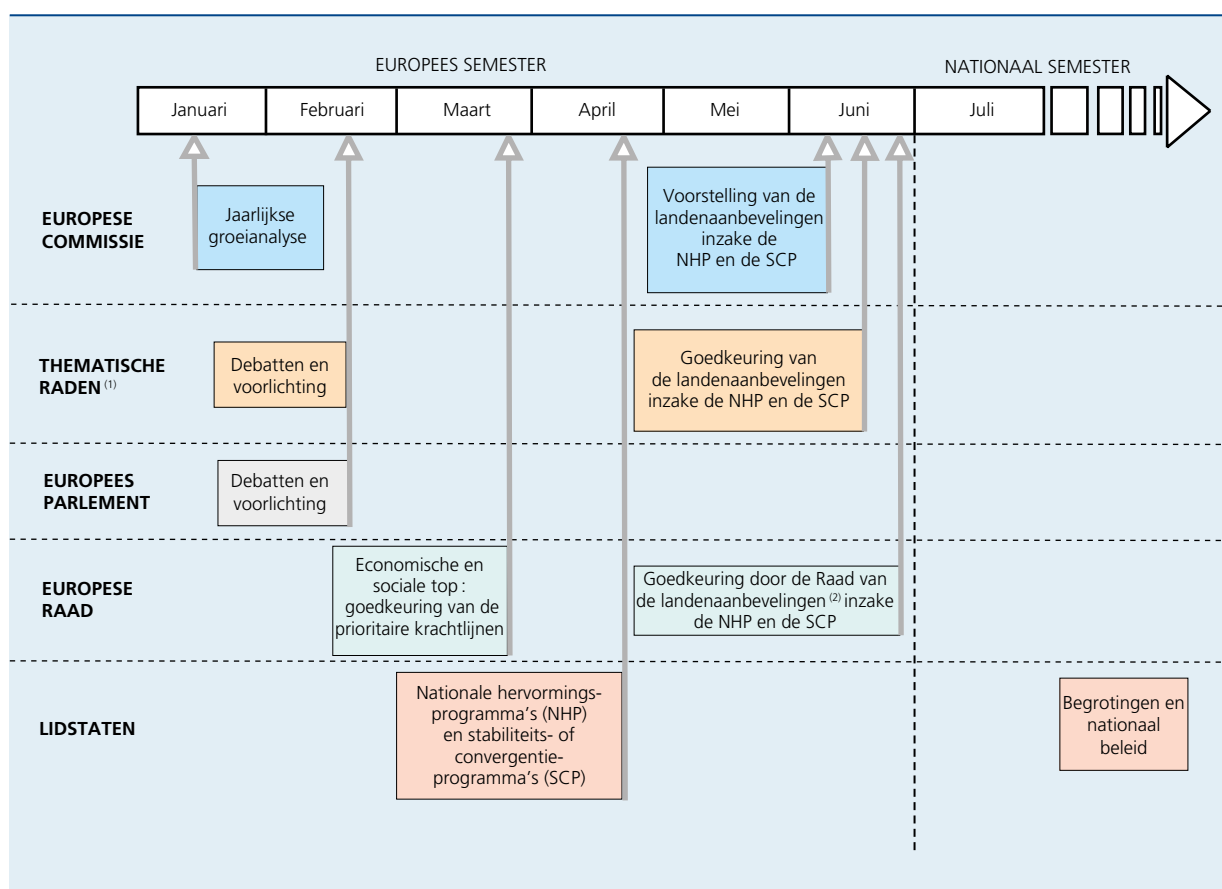 EUROPEES SEMESTER
NATIONAAL SEMESTER
Januari
Februari
Maart
April
Mei
Juni
Juli
EUROPESE
COMMISSIE
Jaarlijkse
groeianalyse
Voorstelling van de
landenaanbevelingen
inzake de
NHP en de SCP
THEMATISCHE
RADEN (1)
Debatten en
voorlichting
Goedkeuring van
de landenaanbevelingen
inzake de NHP en de SCP
EUROPEES
PARLEMENT
Debatten en
voorlichting
EUROPESE
RAAD
Economische en
sociale top :
goedkeuring van de
prioritaire krachtlijnen
Goedkeuring door de Raad van
de landenaanbevelingen (2) inzake
de NHP en de SCP
LIDSTATEN
Nationale hervormings-
programma's (NHP)
en stabiliteits- of
convergentie-
programma's (SCP)
Begrotingen en
nationaal
beleid